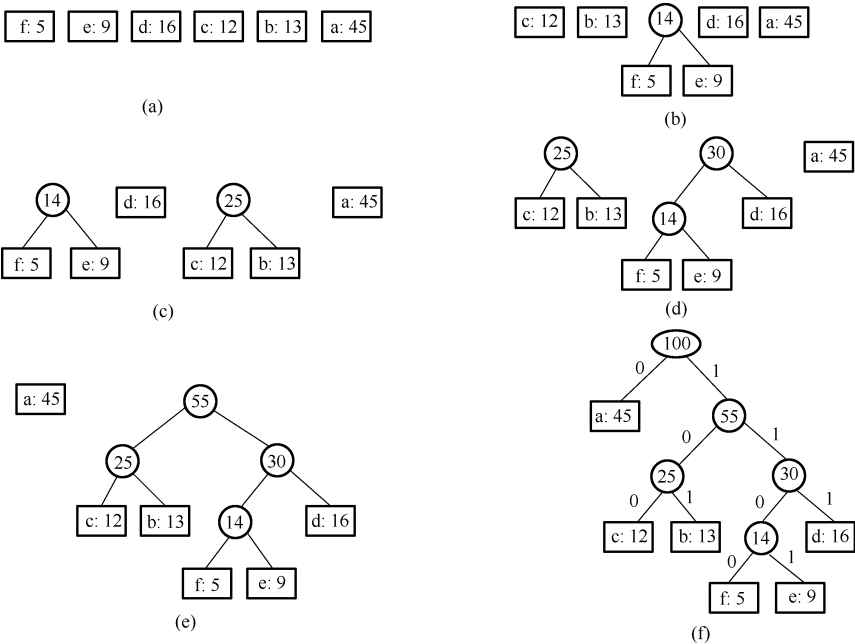 f: 5 e: 9 d: 16 c: 12 b: 13 a: 45
(a)
c: 12 b: 13 14 d: 16 a: 45
f: 5 e: 9
(b)
14 d: 16 25 a: 45
f: 5 e: 9 c: 12 b: 13
(c)
25 30 a: 45
c: 12 b: 13 14 d: 16
f: 5 e: 9
(d)
a: 45 55
25 30
c: 12 b: 13 14 d: 16
f: 5 e: 9
(e)
100
0 1
a: 45 55
0 1
25 30
0 1 0 1
c: 12 b: 13 14 d: 16
0 1
f: 5 e: 9
(f)